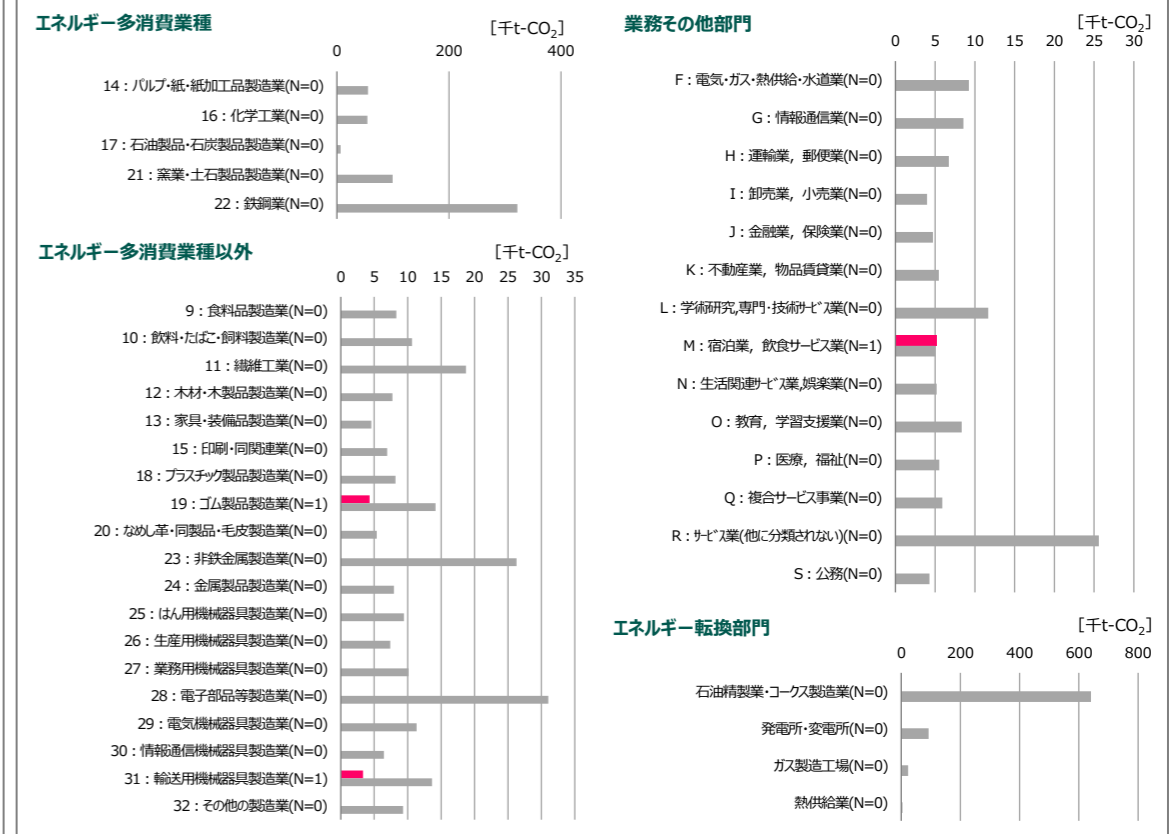 エネルギー多消費業種
[千t-CO₂]
0 200 400
14：パルプ・紙・紙加工品製造業(N=0)
16：化学工業(N=0)
17：石油製品・石炭製品製造業(N=0)
21：窯業・土石製品製造業(N=0)
22：鉄鋼業(N=0)
エネルギー多消費業種以外
[千t-CO₂]
0 5 10 15 20 25 30 35
9：食料品製造業(N=0)
10：飲料・たばこ・飼料製造業(N=0)
11：繊維工業(N=0)
12：木材・木製品製造業(N=0)
13：家具・装備品製造業(N=0)
15：印刷・同関連業(N=0)
18：プラスチック製品製造業(N=0)
19：ゴム製品製造業(N=1)
20：なめし革・同製品・毛皮製造業(N=0)
23：非鉄金属製造業(N=0)
24：金属製品製造業(N=0)
25：はん用機械器具製造業(N=0)
26：生産用機械器具製造業(N=0)
27：業務用機械器具製造業(N=0)
28：電子部品等製造業(N=0)
29：電気機械器具製造業(N=0)
30：情報通信機械器具製造業(N=0)
31：輸送用機械器具製造業(N=1)
32：その他の製造業(N=0)
業務その他部門
[千t-CO₂]
0 5 10 15 20 25 30
F：電気・ガス・熱供給・水道業(N=0)
G：情報通信業(N=0)
H：運輸業，郵便業(N=0)
I：卸売業，小売業(N=0)
J：金融業，保険業(N=0)
K：不動産業，物品賃貸業(N=0)
L：学術研究,専門・技術サービス業(N=0)
M：宿泊業，飲食サービス業(N=1)
N：生活関連サービス業,娯楽業(N=0)
O：教育，学習支援業(N=0)
P：医療，福祉(N=0)
Q：複合サービス事業(N=0)
R：サービス業(他に分類されない)(N=0)
S：公務(N=0)
エネルギー転換部門
[千t-CO₂]
0 200 400 600 800
石油精製業・コークス製造業(N=0)
発電所・変電所(N=0)
ガス製造工場(N=0)
熱供給業(N=0)